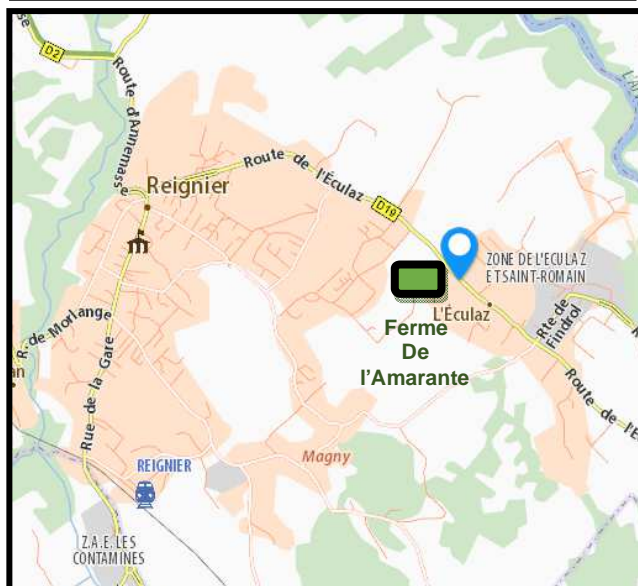 D2
Route d'Annemasse
Reignier
Route de l'Éculaz
D19
ZONE DE L'ECULAZ
ET SAINT-ROMAIN
L'Éculaz
Rte de
Findrol
Ferme
De
l'Amarante
R. de Morlange
Rue de la Gare
Magny
REIGNIER
Route de l'É
Z.A.E. LES
CONTAMINES